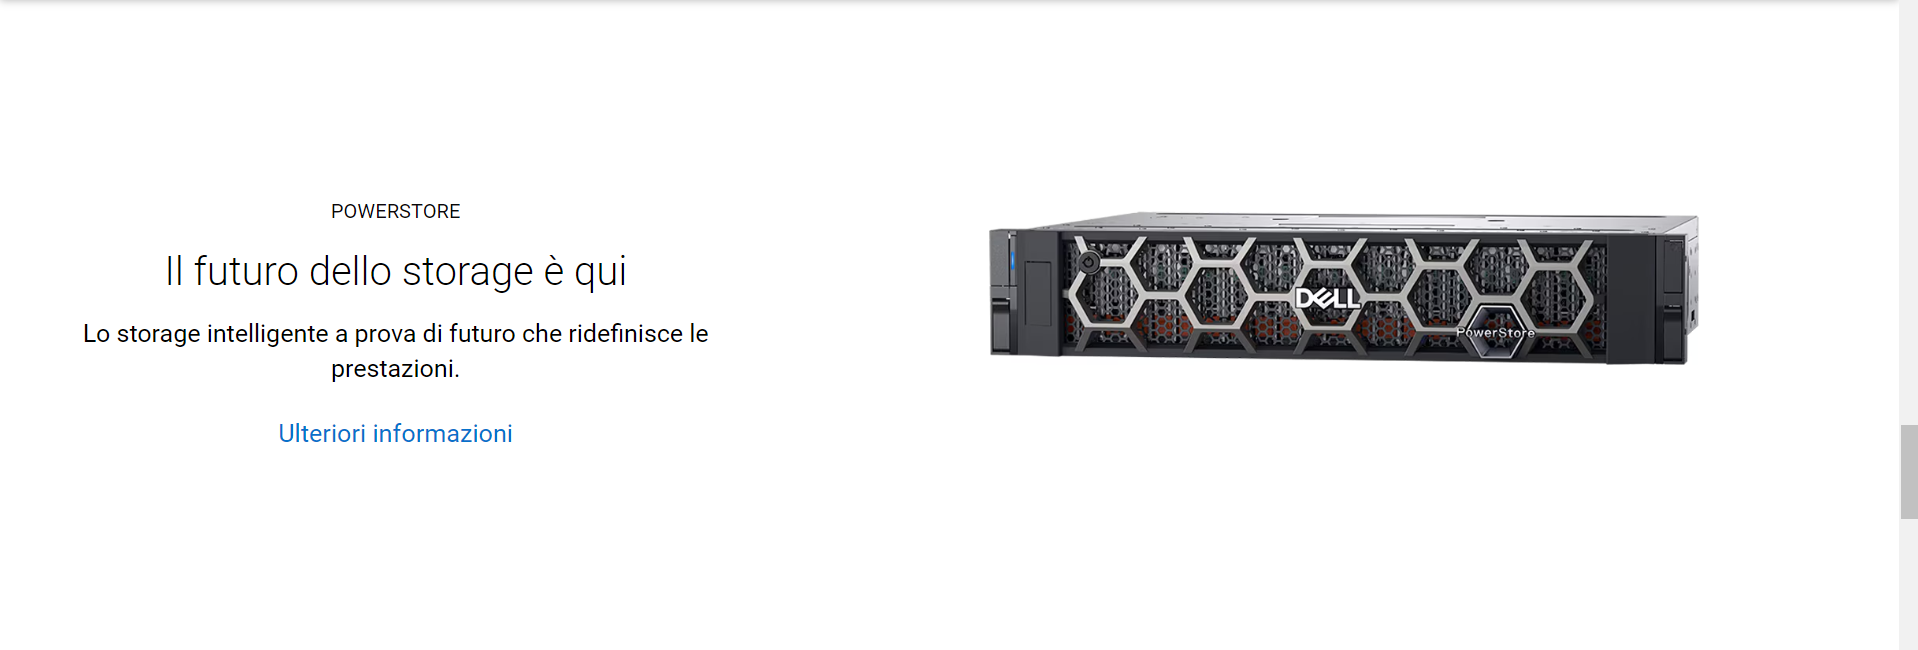 POWERSTORE
Il futuro dello storage è qui
Lo storage intelligente a prova di futuro che ridefinisce le
prestazioni.
Ulteriori informazioni
DELL
PowerStore